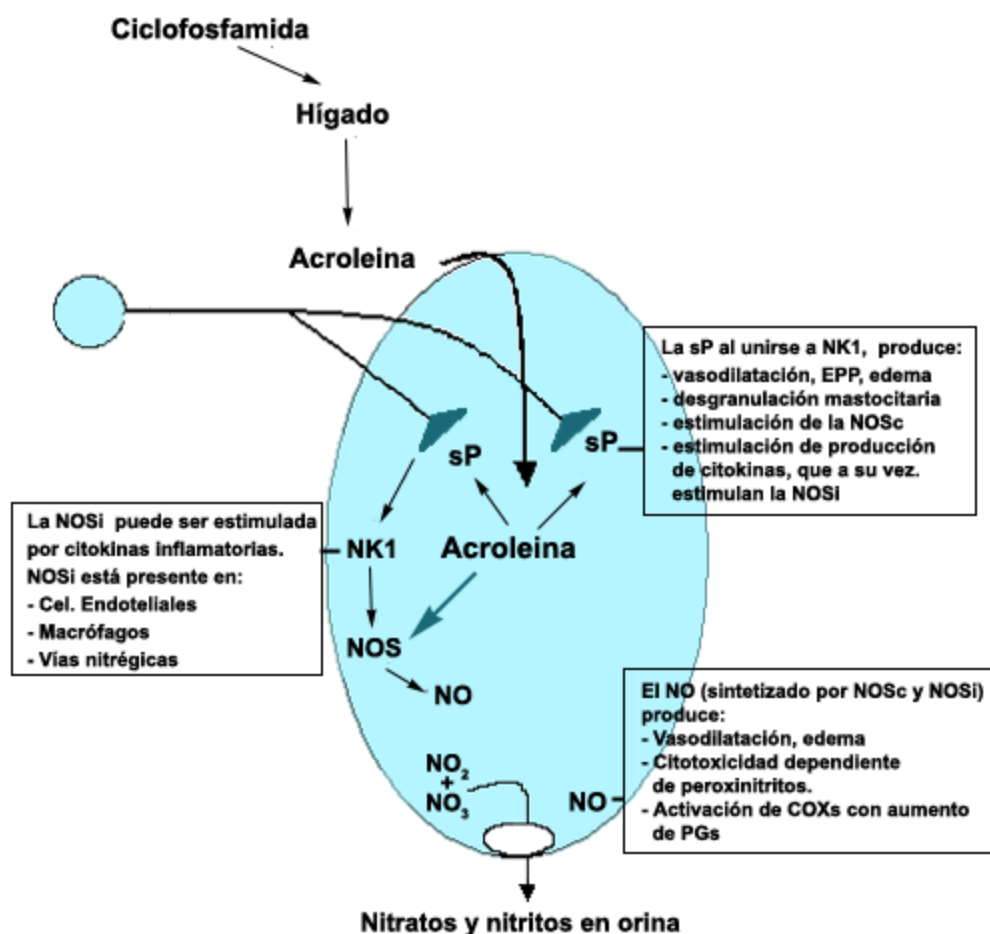 Ciclofosfamida
Hígado
Acroleina
La sP al unirse a NK1, produce:
- vasodilatación, EPP, edema
- desgranulación mastocitaria
- estimulación de la NOSc
- estimulación de producción
de citokinas, que a su vez.
estimulan la NOSi
sP
sP
La NOSi puede ser estimulada
por citokinas inflamatorias.
NOSi está presente en:
- Cel. Endoteliales
- Macrófagos
- Vías nitrégicas
NK1
Acroleina
NOS
NO
El NO (sintetizado por NOSc y NOSi)
produce:
- Vasodilatación, edema
- Citotoxicidad dependiente
de peroxinitritos.
- Activación de COXs con aumento
de PGs
NO₂
+
NO₃
NO
Nitratos y nitritos en orina